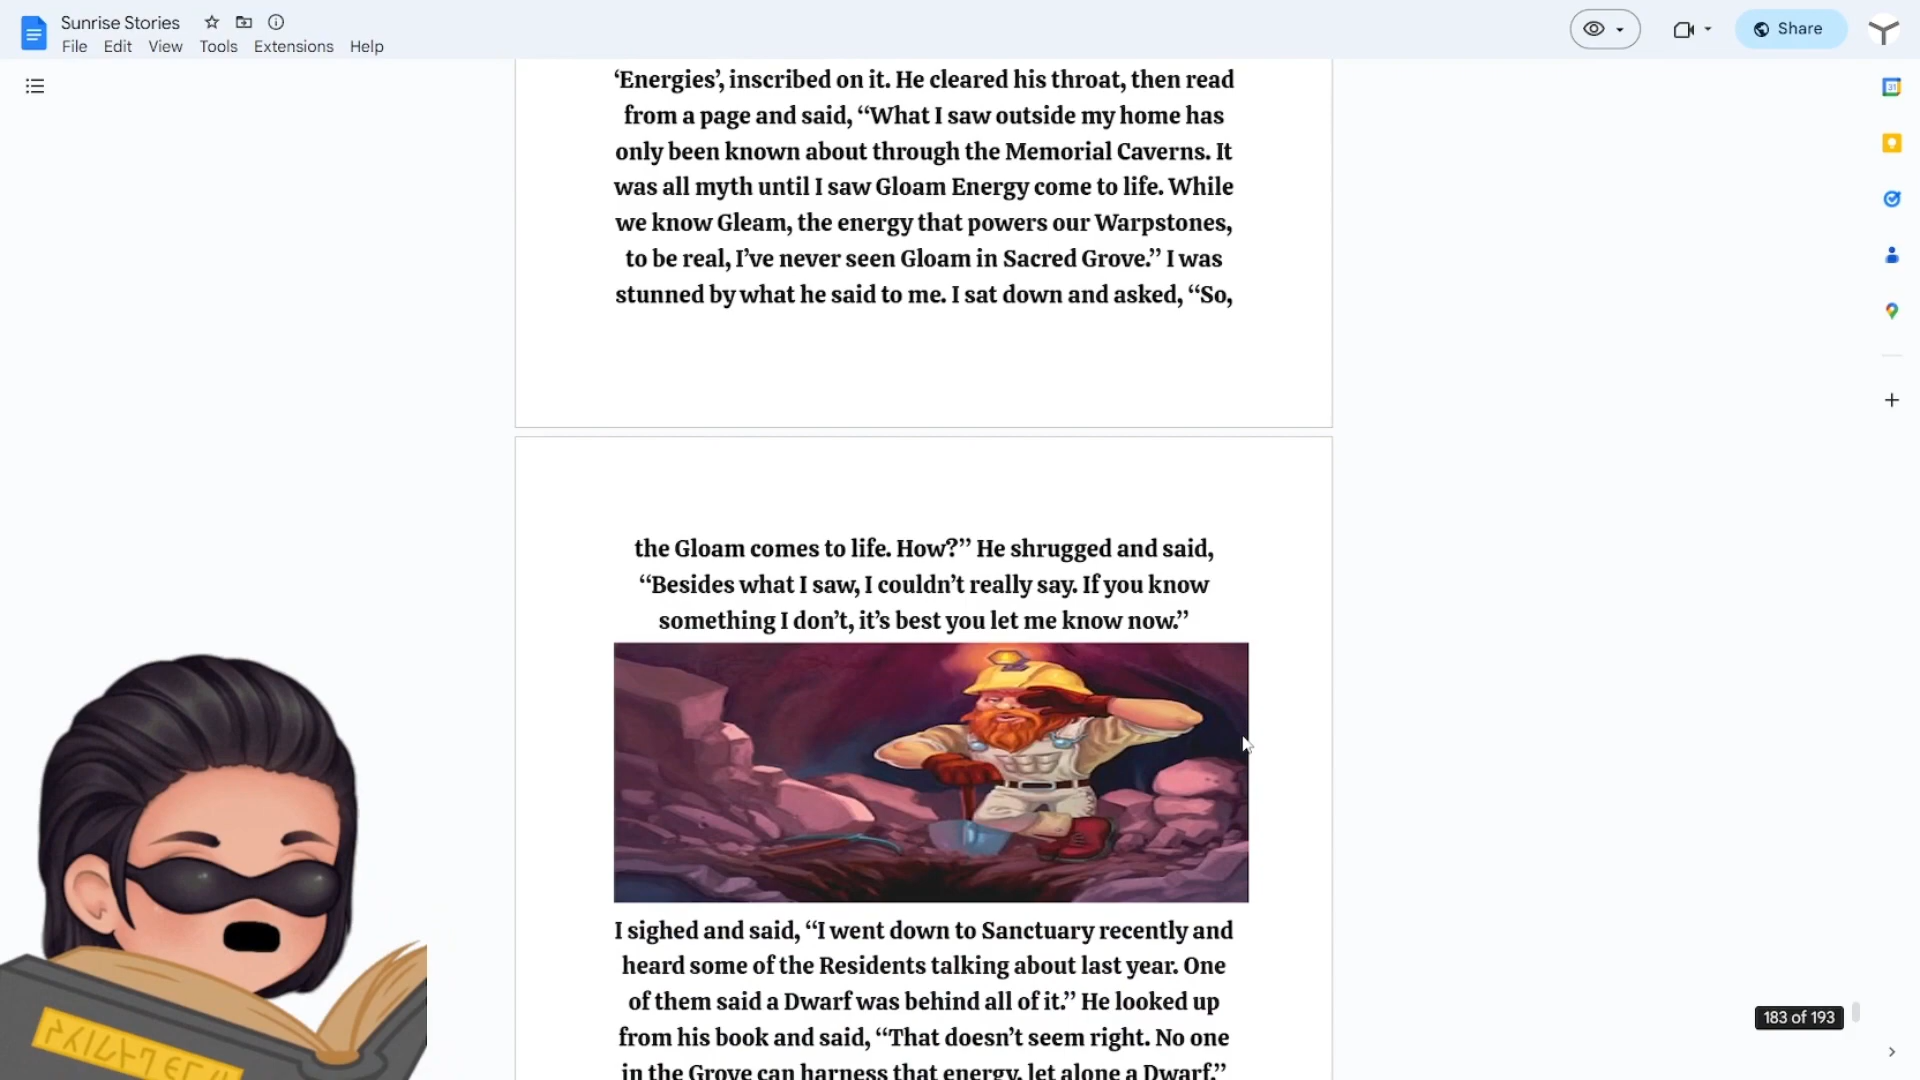 Sunrise Stories
File Edit View Tools Extensions Help
Share
31
‘Energies’, inscribed on it. He cleared his throat, then read
from a page and said, “What I saw outside my home has
only been known about through the Memorial Caverns. It
was all myth until I saw Gloam Energy come to life. While
we know Gleam, the energy that powers our Warpstones,
to be real, I’ve never seen Gloam in Sacred Grove.” I was
stunned by what he said to me. I sat down and asked, “So,
the Gloam comes to life. How?” He shrugged and said,
“Besides what I saw, I couldn’t really say. If you know
something I don’t, it’s best you let me know now.”
I sighed and said, “I went down to Sanctuary recently and
heard some of the Residents talking about last year. One
of them said a Dwarf was behind all of it.” He looked up
from his book and said, “That doesn’t seem right. No one
in the Grove can harness that energy, let alone a Dwarf.”
183 of 193